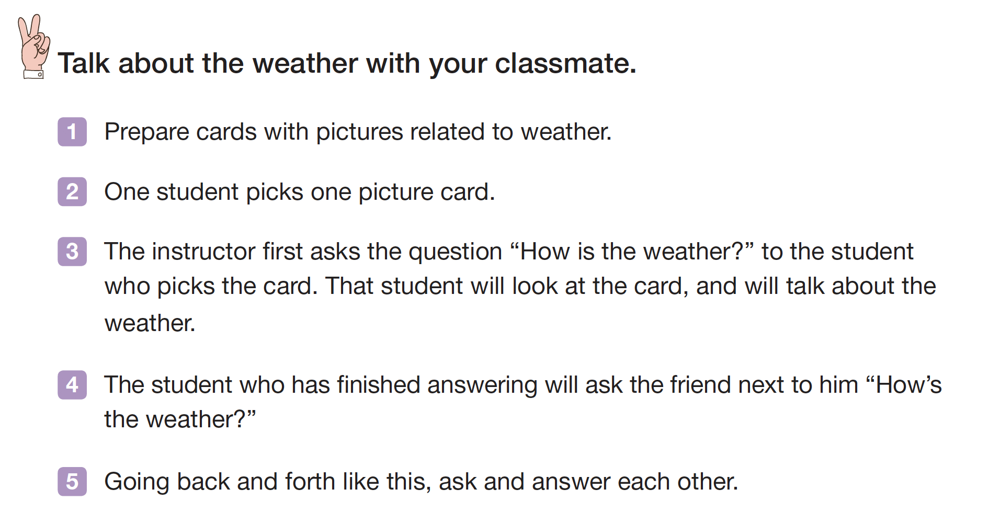 Talk about the weather with your classmate.
1 Prepare cards with pictures related to weather.
2 One student picks one picture card.
3 The instructor first asks the question “How is the weather?” to the student
who picks the card. That student will look at the card, and will talk about the
weather.
4 The student who has finished answering will ask the friend next to him “How’s
the weather?”
5 Going back and forth like this, ask and answer each other.